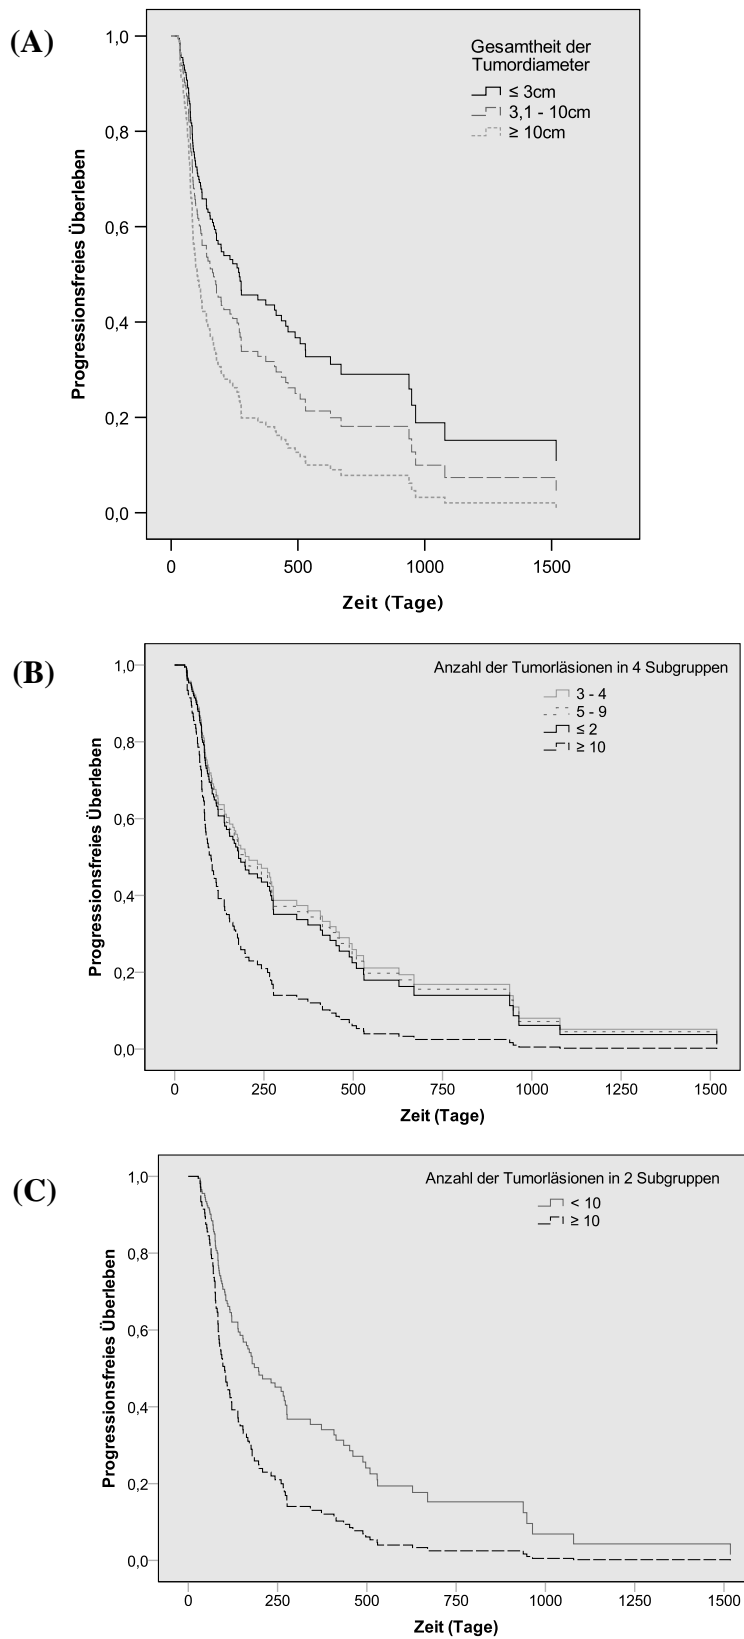 (A)
Progressionsfreies Überleben
1,0
0,8
0,6
0,4
0,2
0,0
Gesamtheit der
Tumordiameter
≤ 3cm
3,1 - 10cm
≥ 10cm
0 500 1000 1500
Zeit (Tage)
(B)
Progressionsfreies Überleben
1,0
0,8
0,6
0,4
0,2
0,0
Anzahl der Tumorläsionen in 4 Subgruppen
3 - 4
5 - 9
≤ 2
≥ 10
0 250 500 750 1000 1250 1500
Zeit (Tage)
(C)
Progressionsfreies Überleben
1,0
0,8
0,6
0,4
0,2
0,0
Anzahl der Tumorläsionen in 2 Subgruppen
< 10
≥ 10
0 250 500 750 1000 1250 1500
Zeit (Tage)